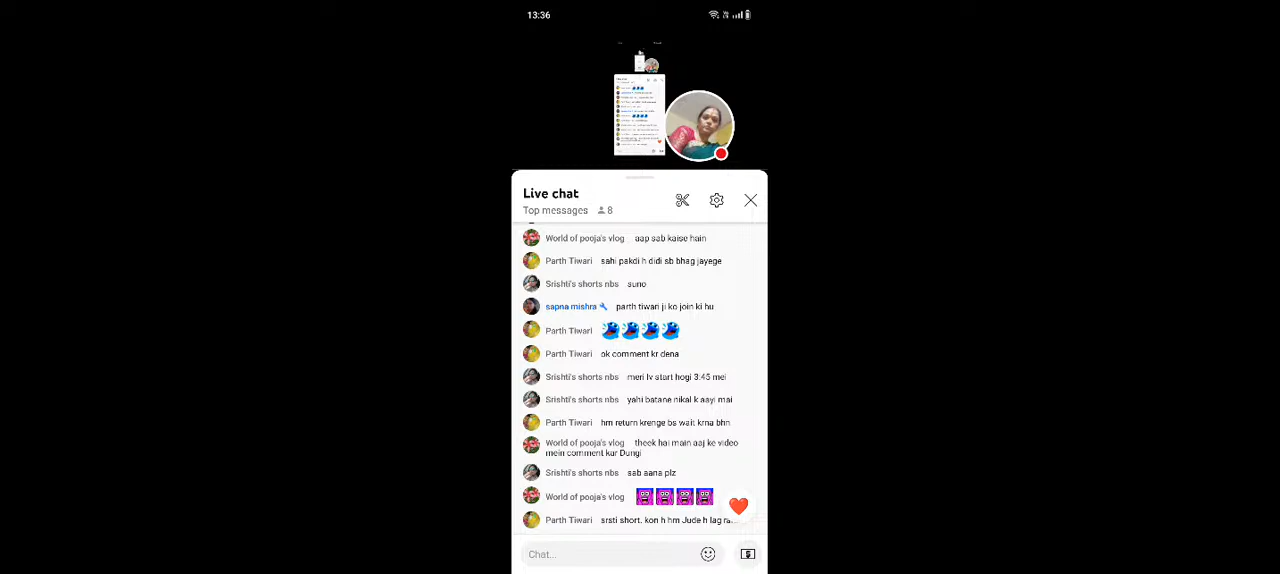 13:36
Live chat
Top messages 8
World of pooja's vlog aap sab kaise hain
Parth Tiwari sahi pakdi h didi sb bhag jayege
Srishti's shorts nbs suno
sapna mishra parth tiwari ji ko join ki hu
Parth Tiwari
Parth Tiwari ok comment kr dena
Srishti's shorts nbs meri lv start hogi 3:45 mei
Srishti's shorts nbs yahi batane nikal k aayi mai
Parth Tiwari hm return krenge bs wait krna bhn
World of pooja's vlog theek hai main aaj ke video
mein comment kar Dungi
Srishti's shorts nbs sab aana plz
World of pooja's vlog
Parth Tiwari srsti short. kon h hm Jude h lag
Chat...